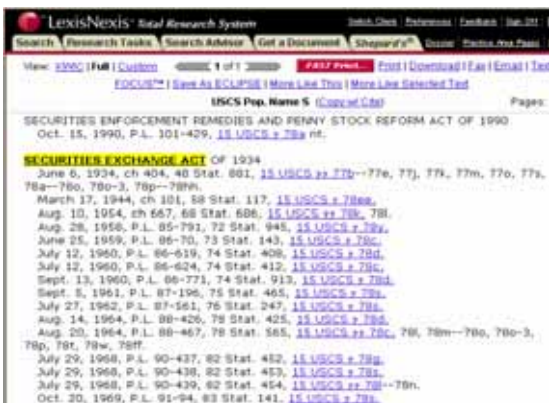 LexisNexis Total Research System
Switch Client | Preferences | Feedback | Sign Off
Search Research Tasks Search Advisor Get a Document Shepard's® Dossier Practice Area Pages
View: KWIC | Full | Custom 1 of 1 FAST Print Print | Download | Fax | Email | Text
FOCUS™ | Save As ECLIPSE | More Like This | More Like Selected Text
USCS Pop. Name S (Copy w/ Cite) Pages:
SECURITIES ENFORCEMENT REMEDIES AND PENNY STOCK REFORM ACT OF 1990
Oct. 15, 1990, P.L. 101-429, 15 USCS § 78a nt.
SECURITIES EXCHANGE ACT OF 1934
June 6, 1934, ch 404, 48 Stat. 881, 15 USCS §§ 77b--77e, 77j, 77k, 77m, 77o, 77s,
78a--78o, 78o-3, 78p--78hh.
March 17, 1944, ch 101, 58 Stat. 117, 15 USCS §
Aug. 10, 1954, ch 667, 68 Stat. 686, 15 USCS §§ 78k, 78l.
Aug. 28, 1958, P.L. 85-791, 72 Stat. 945, 15 USCS § 78y.
June 25, 1959, P.L. 86-70, 73 Stat. 143, 15 USCS § 78c.
July 12, 1960, P.L. 86-619, 74 Stat. 408, 15 USCS § 78d.
July 12, 1960, P.L. 86-624, 74 Stat. 412, 15 USCS § 78c.
Sept. 13, 1960, P.L. 86-771, 74 Stat. 913, 15 USCS § 78d.
Sept. 5, 1961, P.L. 87-196, 75 Stat. 465, 15 USCS § 78s.
July 27, 1962, P.L. 87-561, 76 Stat. 247, 15 USCS § 78s.
Aug. 14, 1964, P.L. 88-426, 78 Stat. 425, 15 USCS § 78d.
Aug. 20, 1964, P.L. 88-467, 78 Stat. 565, 15 USCS §§ 78c, 78l, 78m--78o, 78o-3,
78p, 78t, 78w, 78ff.
July 29, 1968, P.L. 90-437, 82 Stat. 452, 15 USCS § 78g.
July 29, 1968, P.L. 90-438, 82 Stat. 453, 15 USCS § 78s.
July 29, 1968, P.L. 90-439, 82 Stat. 454, 15 USCS §§ 78l--78n.
Oct. 20, 1969, P.L. 91-94, 83 Stat. 141, 15 USCS § 78s.